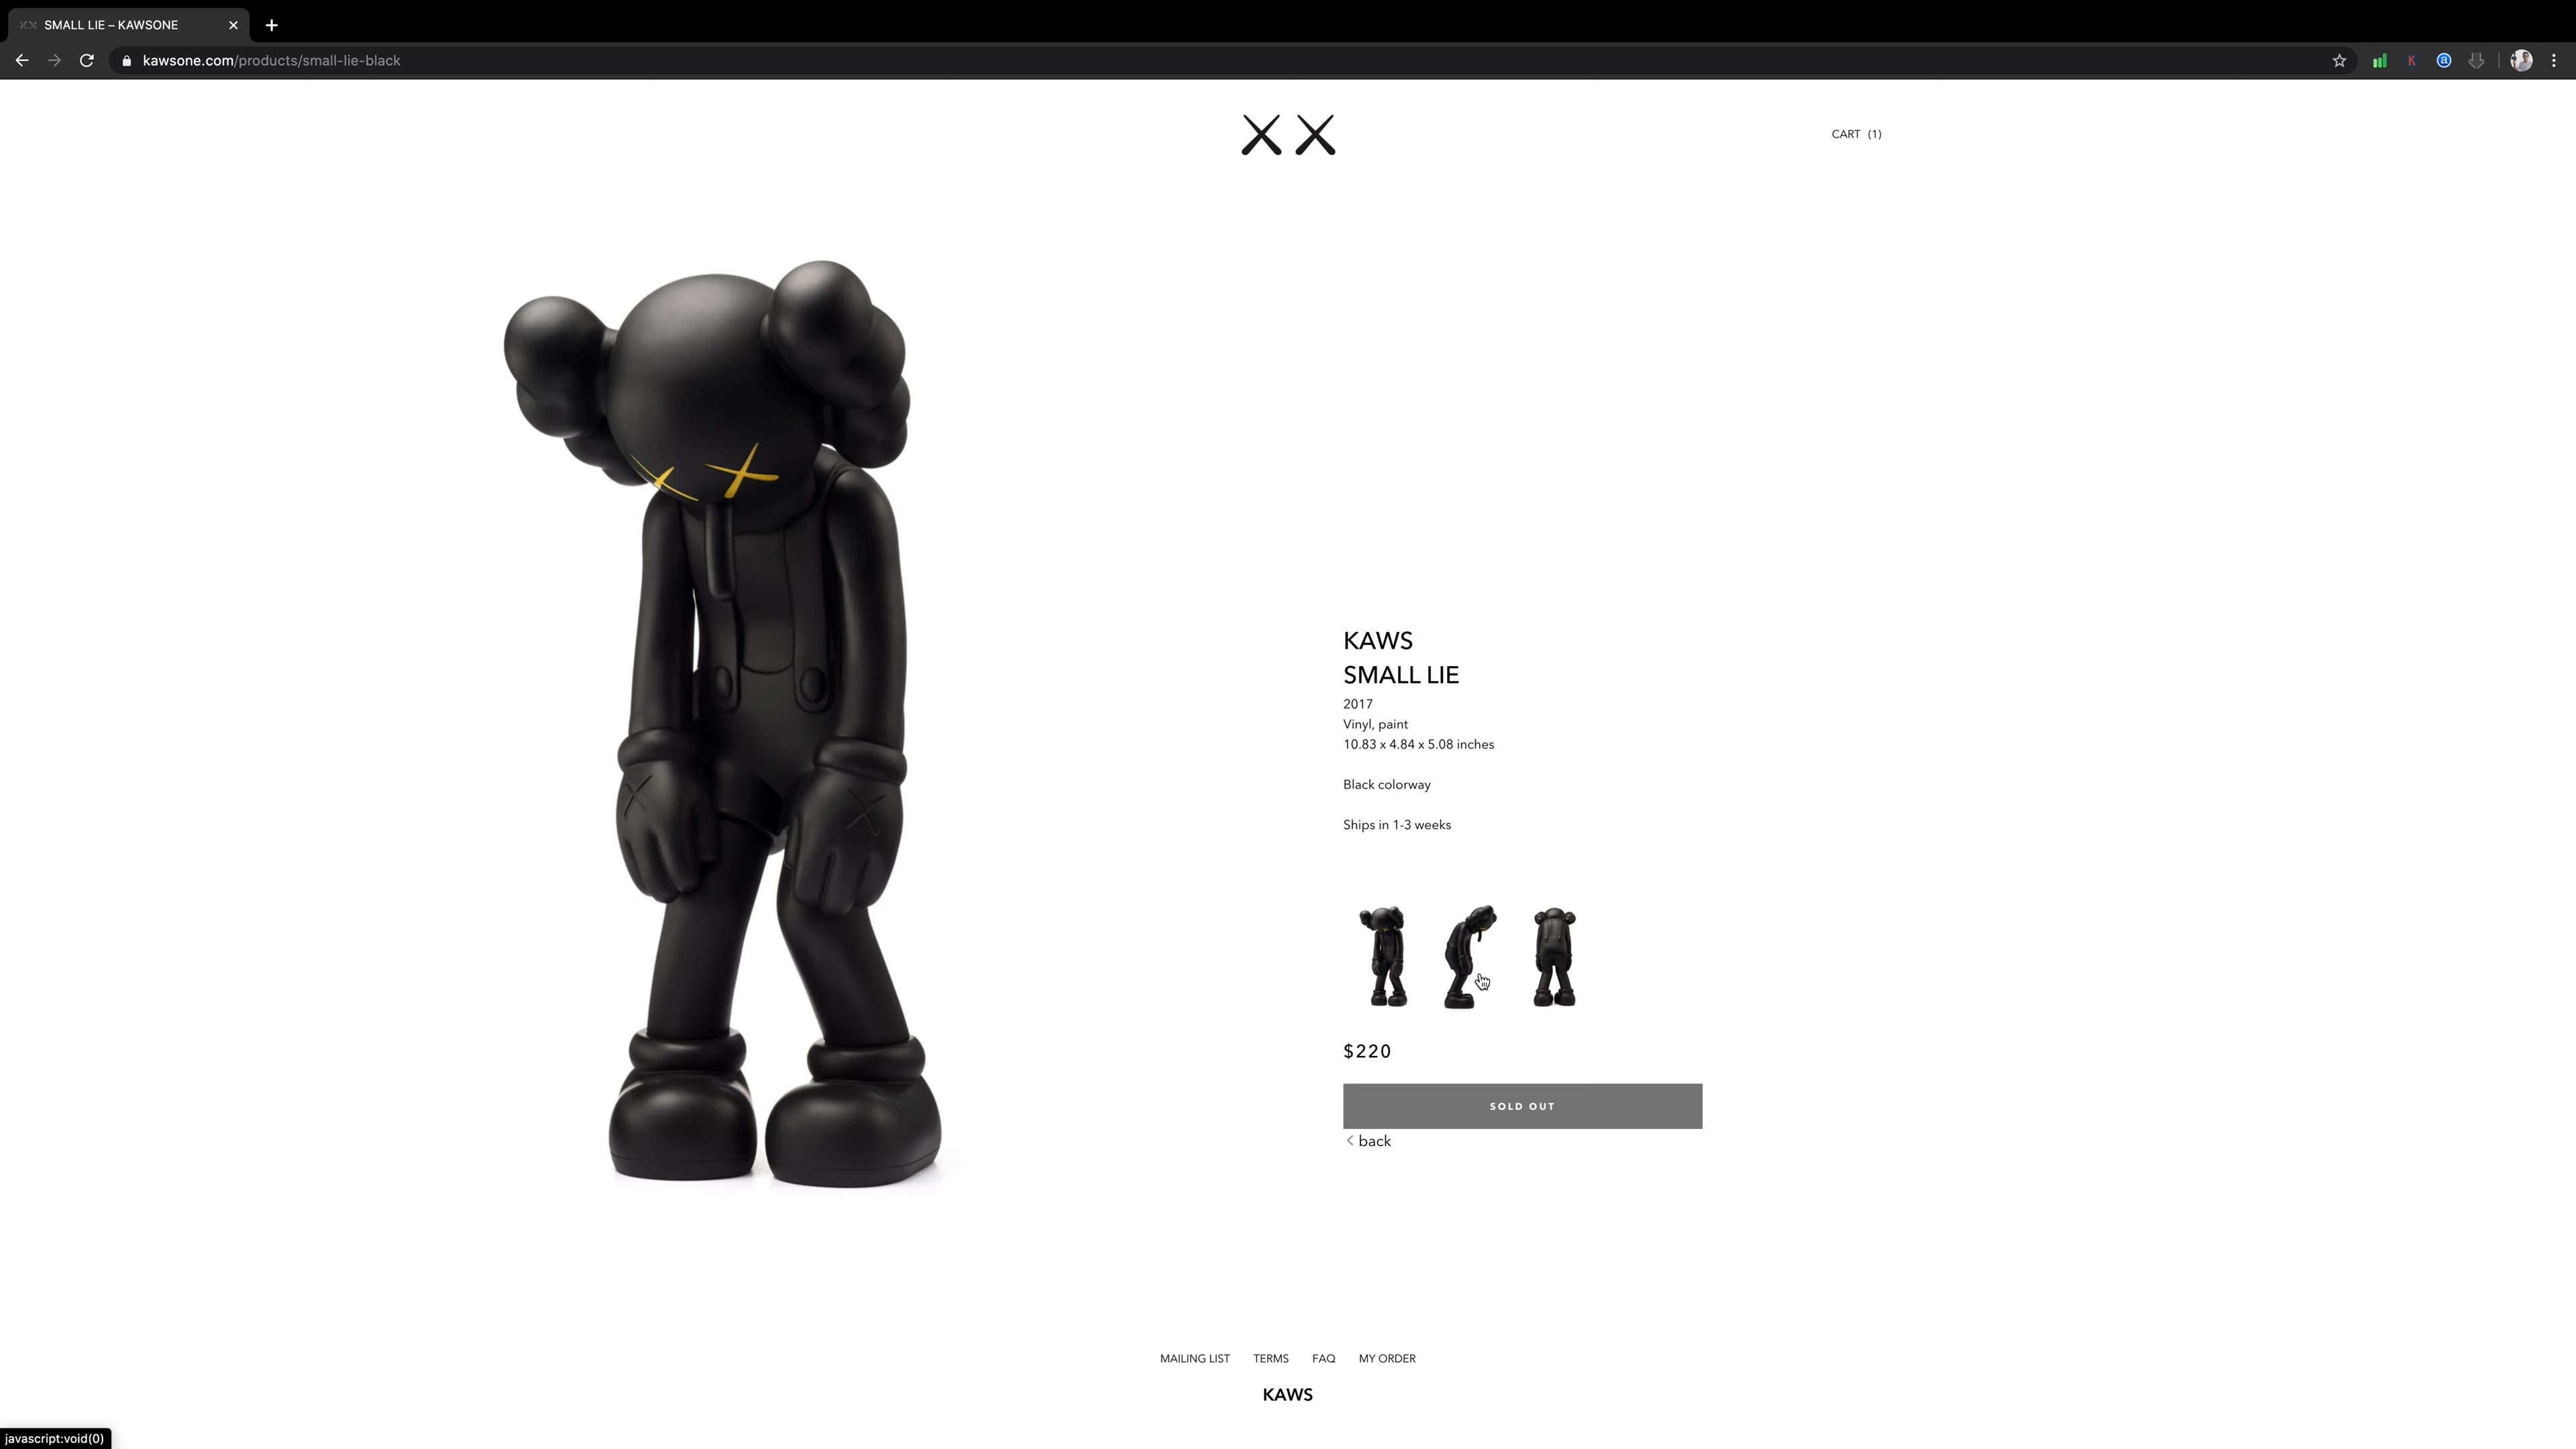 SMALL LIE – KAWSONE
kawsone.com/products/small-lie-black
CART (1)
KAWS
SMALL LIE
2017
Vinyl, paint
10.83 x 4.84 x 5.08 inches
Black colorway
Ships in 1-3 weeks
$220
SOLD OUT
back
MAILING LIST TERMS FAQ MY ORDER
KAWS
javascript:void(0)